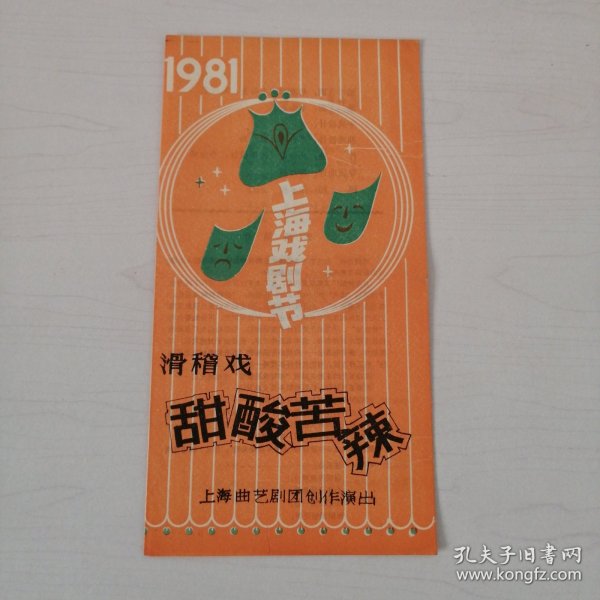 1981
上海戏剧节
滑稽戏
甜酸苦辣
上海曲艺剧团创作演出
孔夫子旧书网
www.kongfz.com